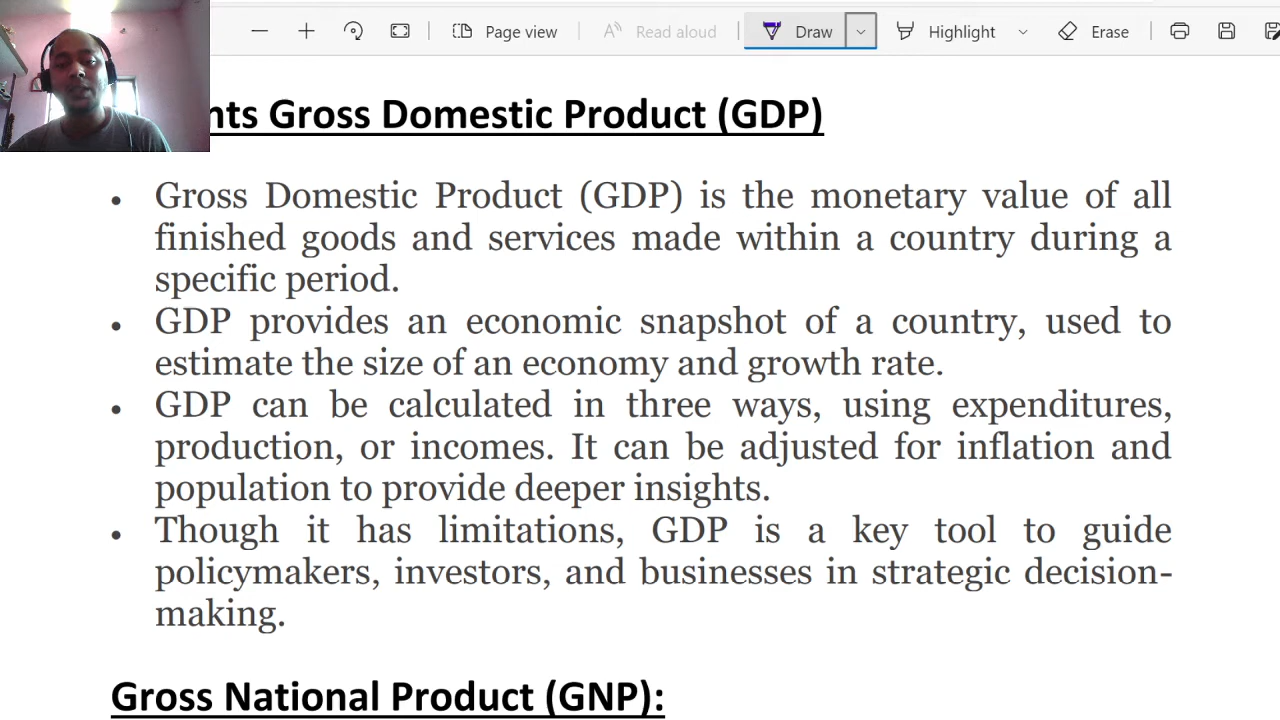 Page view
Read aloud
Draw
Highlight
Erase
Gross Domestic Product (GDP)
• Gross Domestic Product (GDP) is the monetary value of all
finished goods and services made within a country during a
specific period.
• GDP provides an economic snapshot of a country, used to
estimate the size of an economy and growth rate.
• GDP can be calculated in three ways, using expenditures,
production, or incomes. It can be adjusted for inflation and
population to provide deeper insights.
• Though it has limitations, GDP is a key tool to guide
policymakers, investors, and businesses in strategic decision-
making.
Gross National Product (GNP):